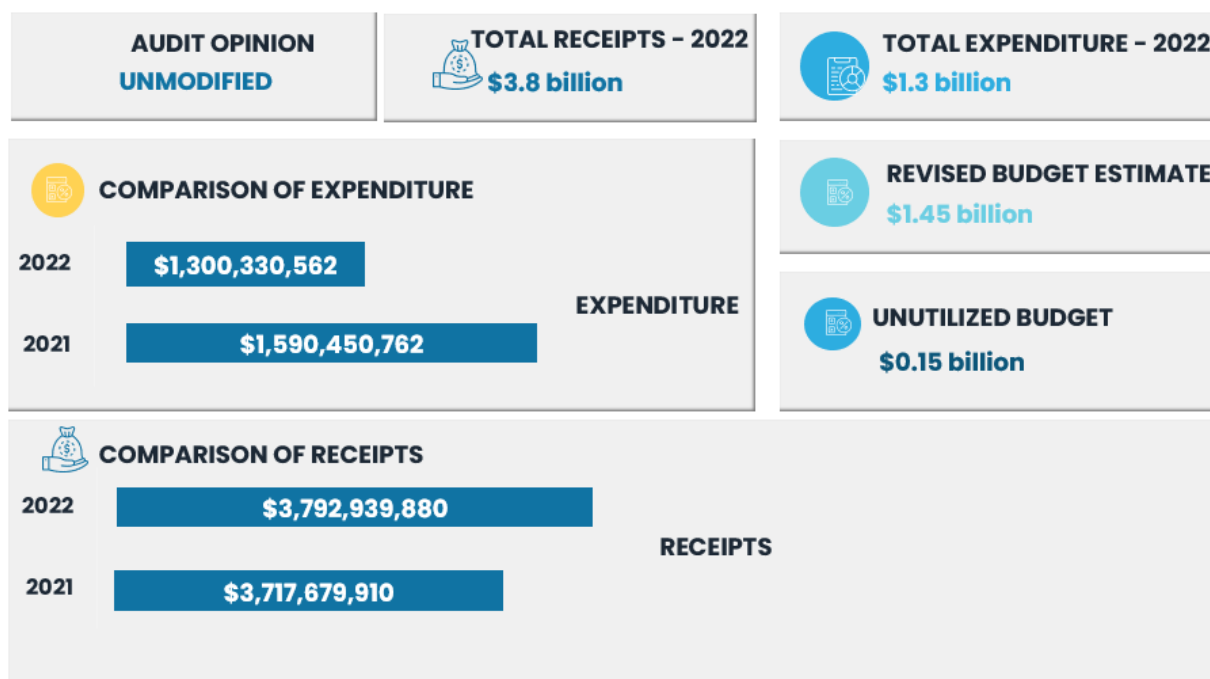 AUDIT OPINION
UNMODIFIED
TOTAL RECEIPTS – 2022
$3.8 billion
TOTAL EXPENDITURE – 2022
$1.3 billion
COMPARISON OF EXPENDITURE
2022
$1,300,330,562
2021
$1,590,450,762
EXPENDITURE
REVISED BUDGET ESTIMATE
$1.45 billion
UNUTILIZED BUDGET
$0.15 billion
COMPARISON OF RECEIPTS
2022
$3,792,939,880
2021
$3,717,679,910
RECEIPTS